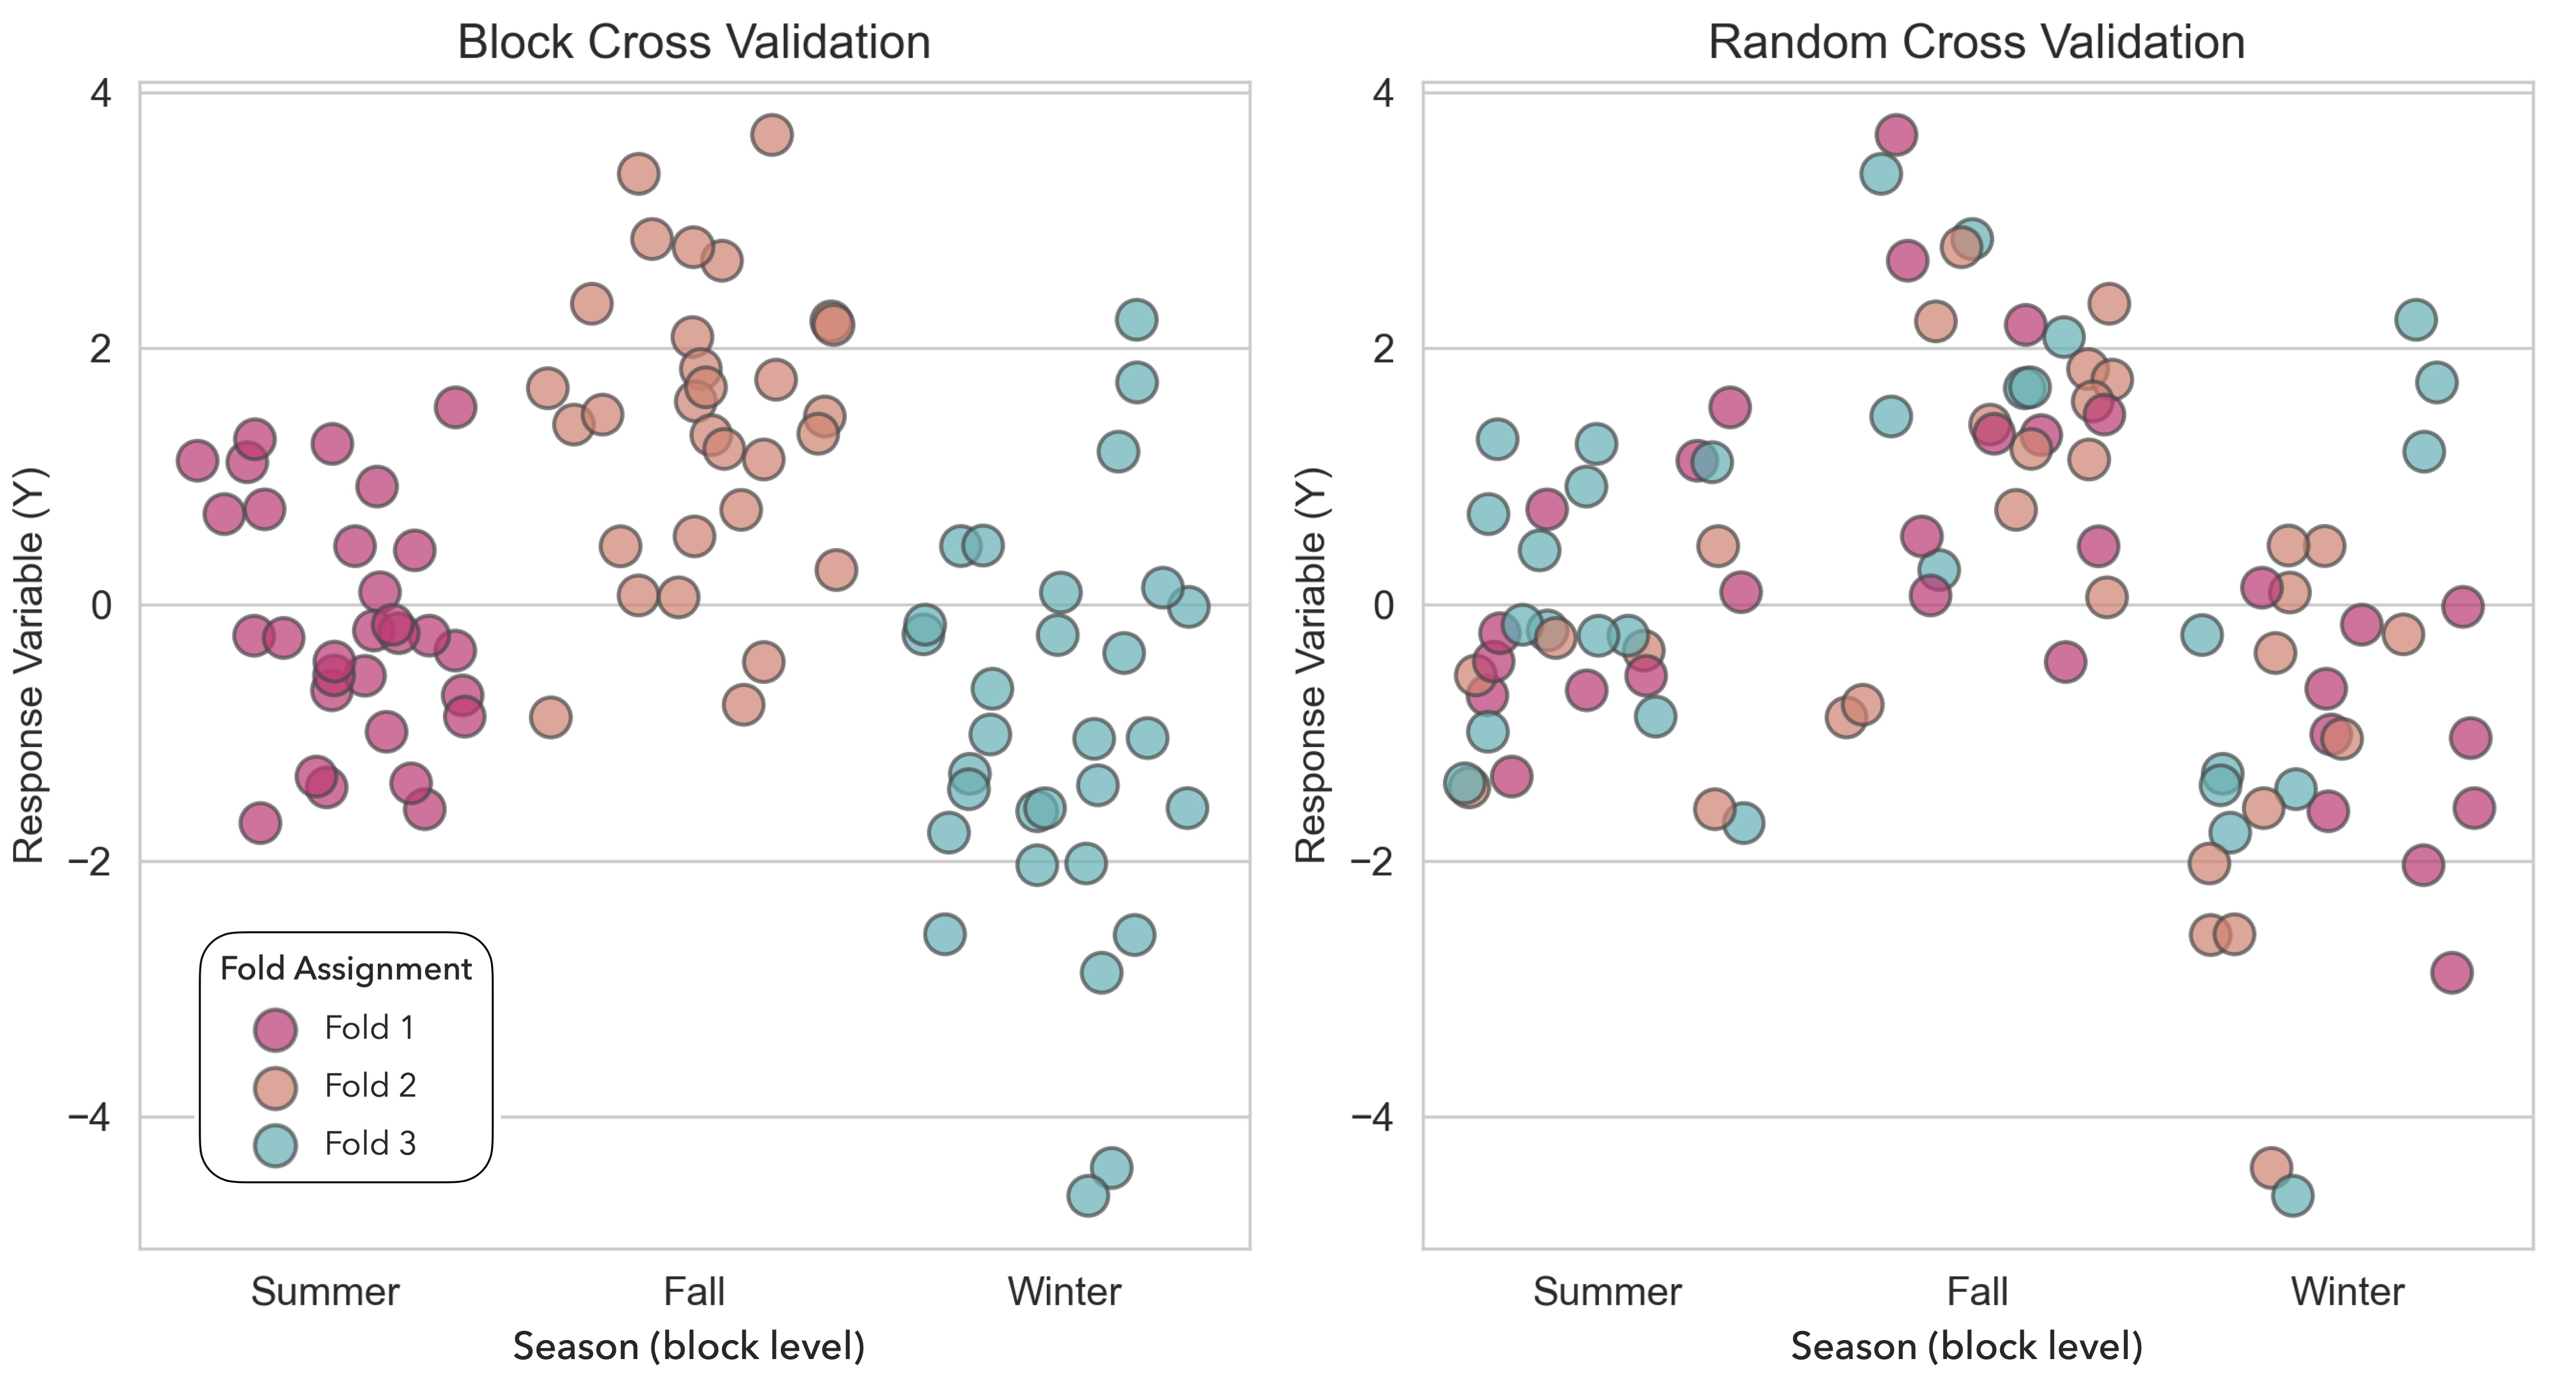 Block Cross Validation
4
2
0
−2
−4
Response Variable (Y)
Fold Assignment
Fold 1
Fold 2
Fold 3
Summer Fall Winter
Season (block level)
Random Cross Validation
4
2
0
−2
−4
Response Variable (Y)
Summer Fall Winter
Season (block level)